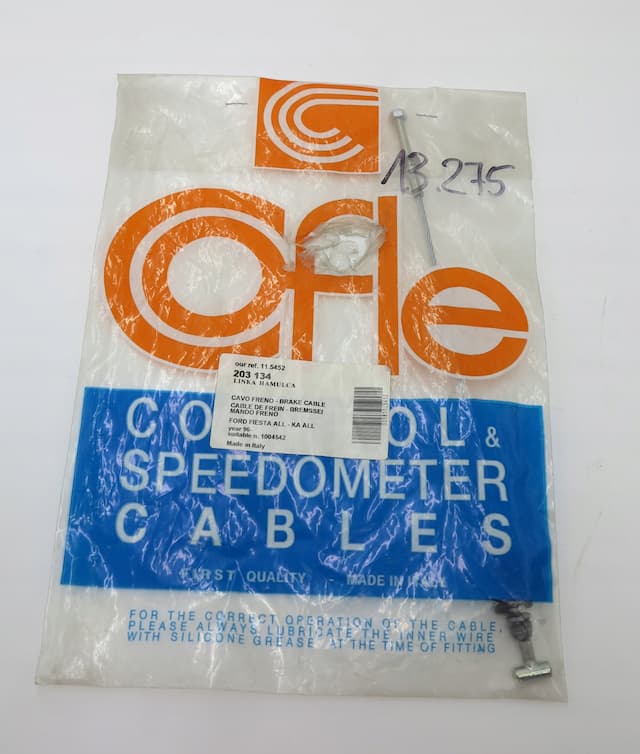 13.275
Cofle
our ref. 11.5452
203 134
LINKA HAMULCA
CAVO FRENO - BRAKE CABLE
CABLE DE FREIN - BREMSSEI
MANDO FRENO
FORD FIESTA ALL - KA ALL
year 96-
suitable n. 1004542
Made in Italy
CO OL &
SPEEDOMETER
CABLES
FIRST QUALITY - MADE IN ITALY
FOR THE CORRECT OPERATION OF THE CABLE,
PLEASE ALWAYS LUBRICATE THE INNER WIRE
WITH SILICONE GREASE, AT THE TIME OF FITTING